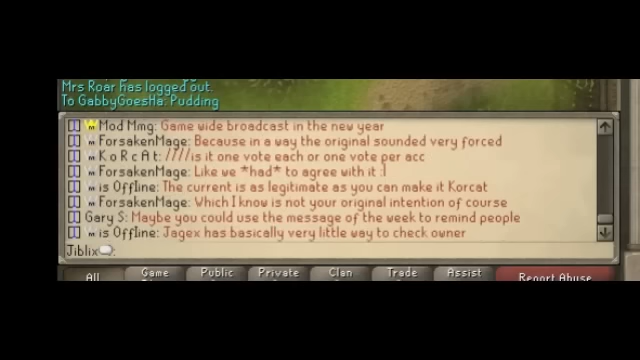 Mrs Roar has logged out.
To GabbyGoesHa: Pudding
Mod Mmg: Game wide broadcast in the new year
ForsakenMage: Because in a way the original sounded very forced
K o R c A t: ////is it one vote each or one vote per acc
ForsakenMage: Like we *had* to agree with it :|
is Offline: The current is as legitimate as you can make it Korcat
ForsakenMage: Which I know is not your original intention of course
Gary S: Maybe you could use the message of the week to remind people
is Offline: Jagex has basically very little way to check owner
Jiblix:
All Game Public Private Clan Trade Assist Report Abuse